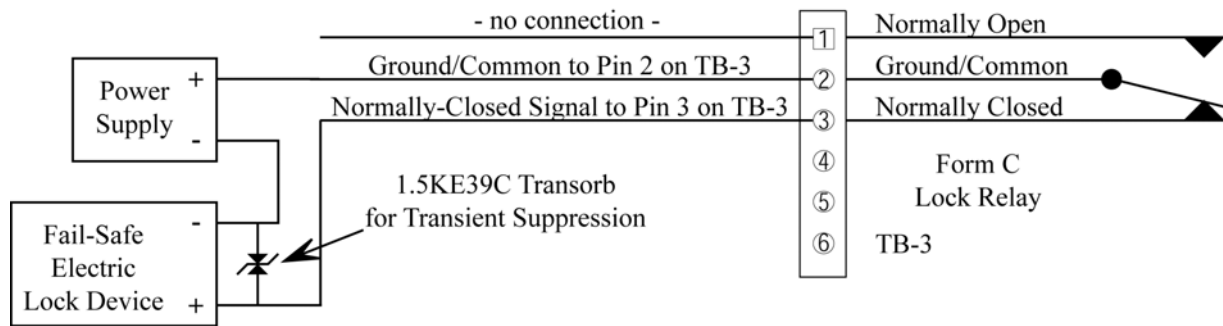 - no connection -
1
Normally Open
Ground/Common to Pin 2 on TB-3
2
Ground/Common
Normally-Closed Signal to Pin 3 on TB-3
3
Normally Closed
Power
Supply
+
-
4
5
6
Form C
Lock Relay
TB-3
1.5KE39C Transorb
for Transient Suppression
Fail-Safe
Electric
Lock Device
-
+